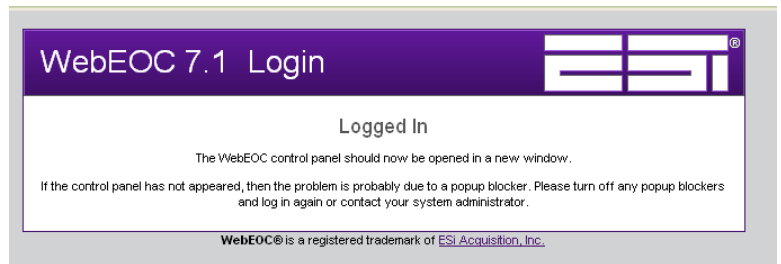 WebEOC 7.1 Login
ESi ®
Logged In
The WebEOC control panel should now be opened in a new window.
If the control panel has not appeared, then the problem is probably due to a popup blocker. Please turn off any popup blockers
and log in again or contact your system administrator.
WebEOC® is a registered trademark of ESi Acquisition, Inc.